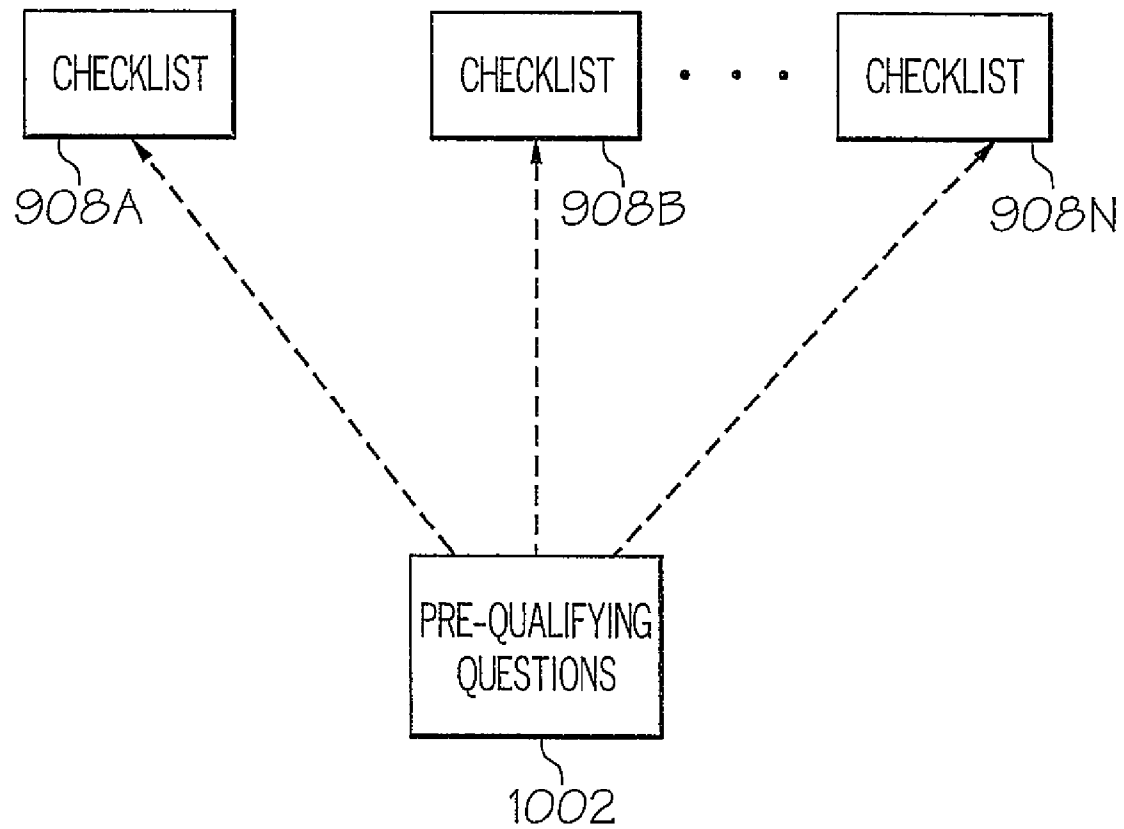 CHECKLIST
CHECKLIST
CHECKLIST
908A
908B
908N
PRE-QUALIFYING
QUESTIONS
1002